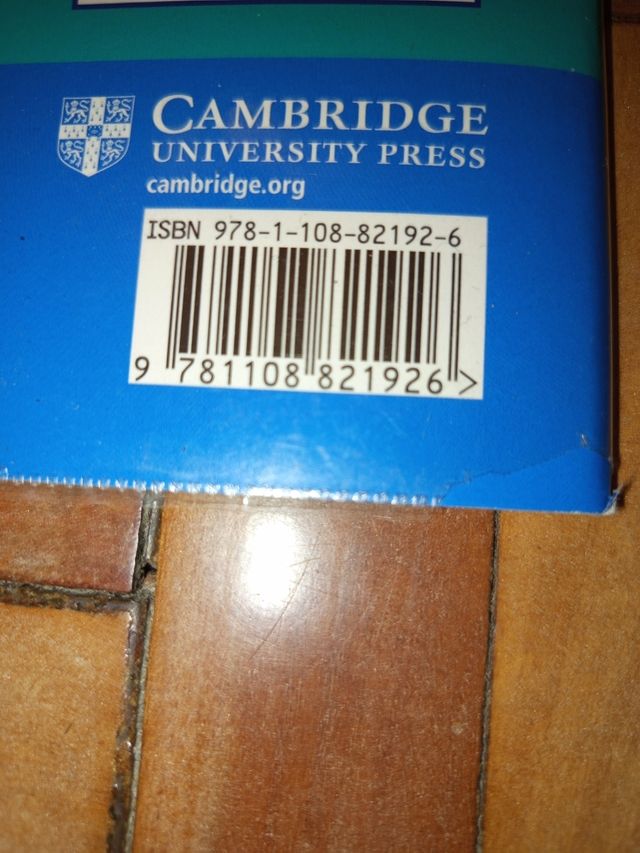 CAMBRIDGE
UNIVERSITY PRESS
cambridge.org
ISBN 978-1-108-82192-6
9 781108 821926 >